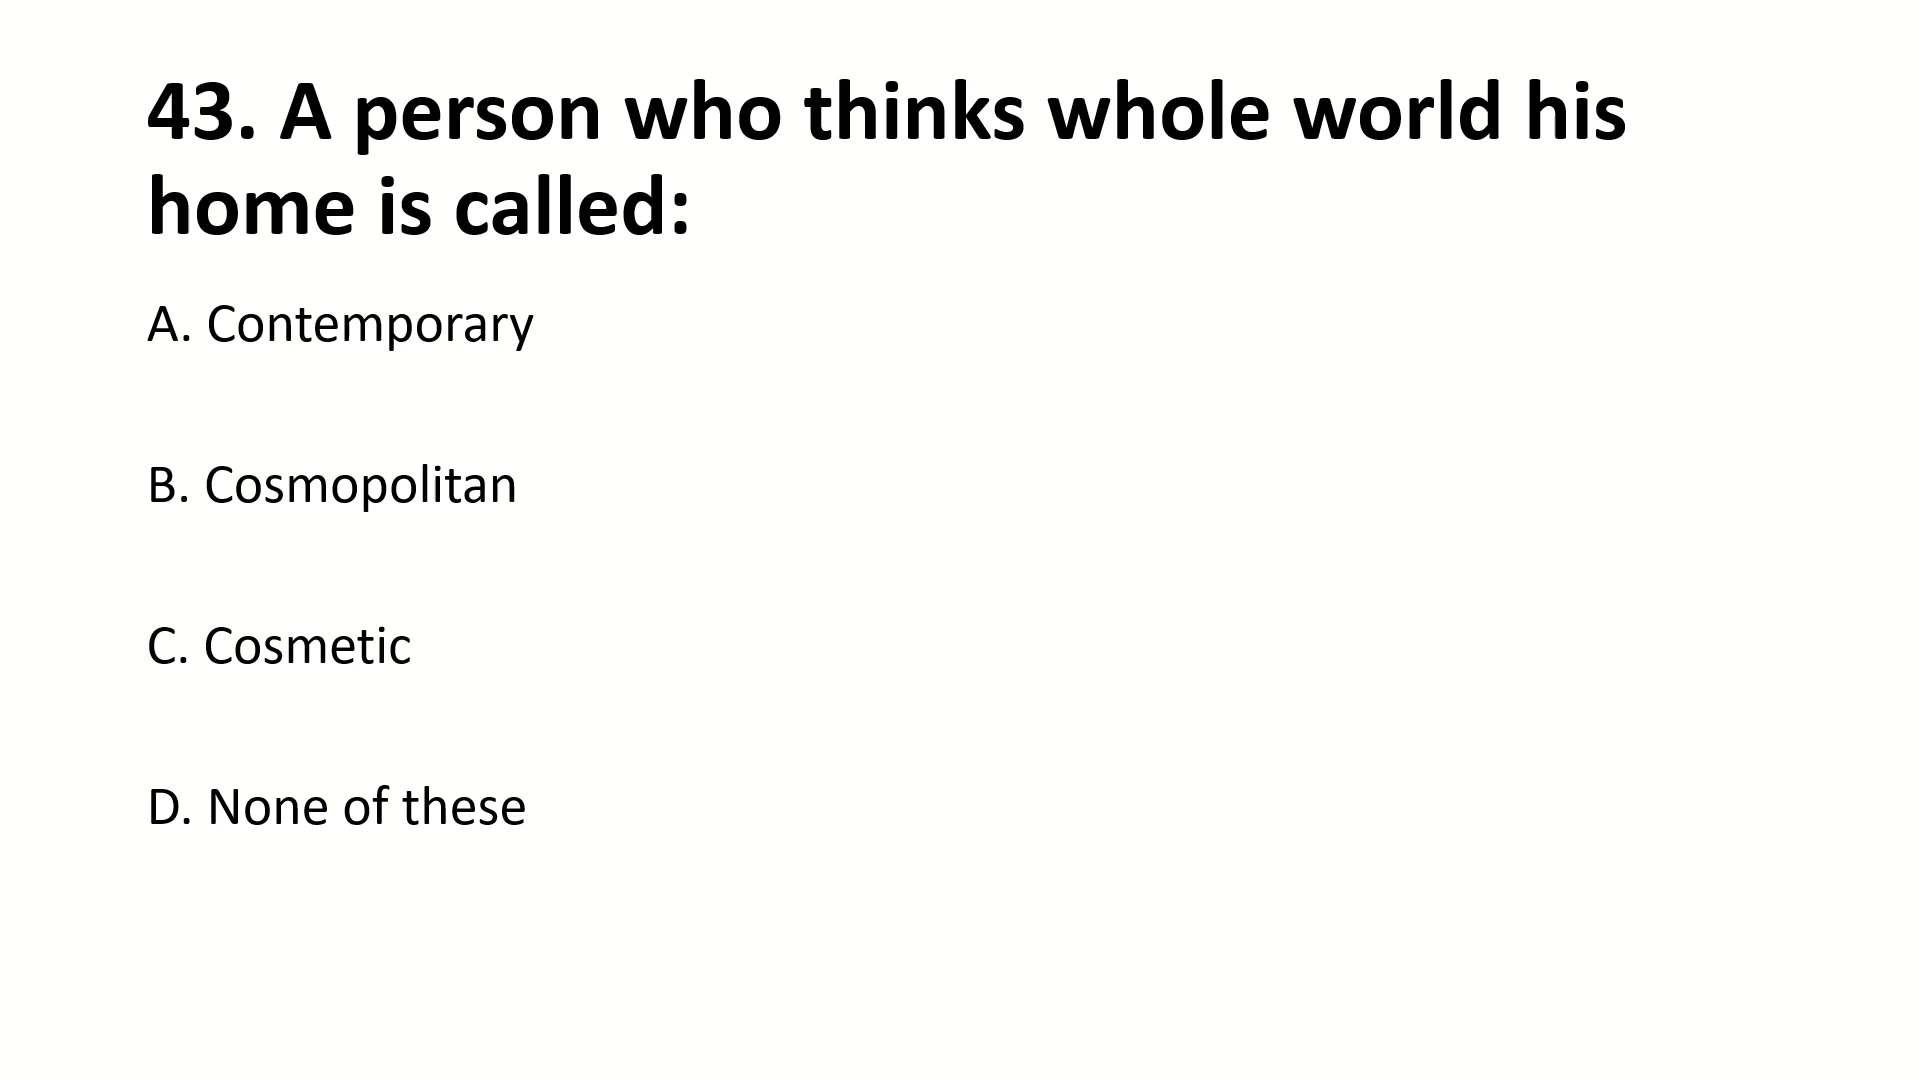 43. A person who thinks whole world his
home is called:
A. Contemporary
B. Cosmopolitan
C. Cosmetic
D. None of these